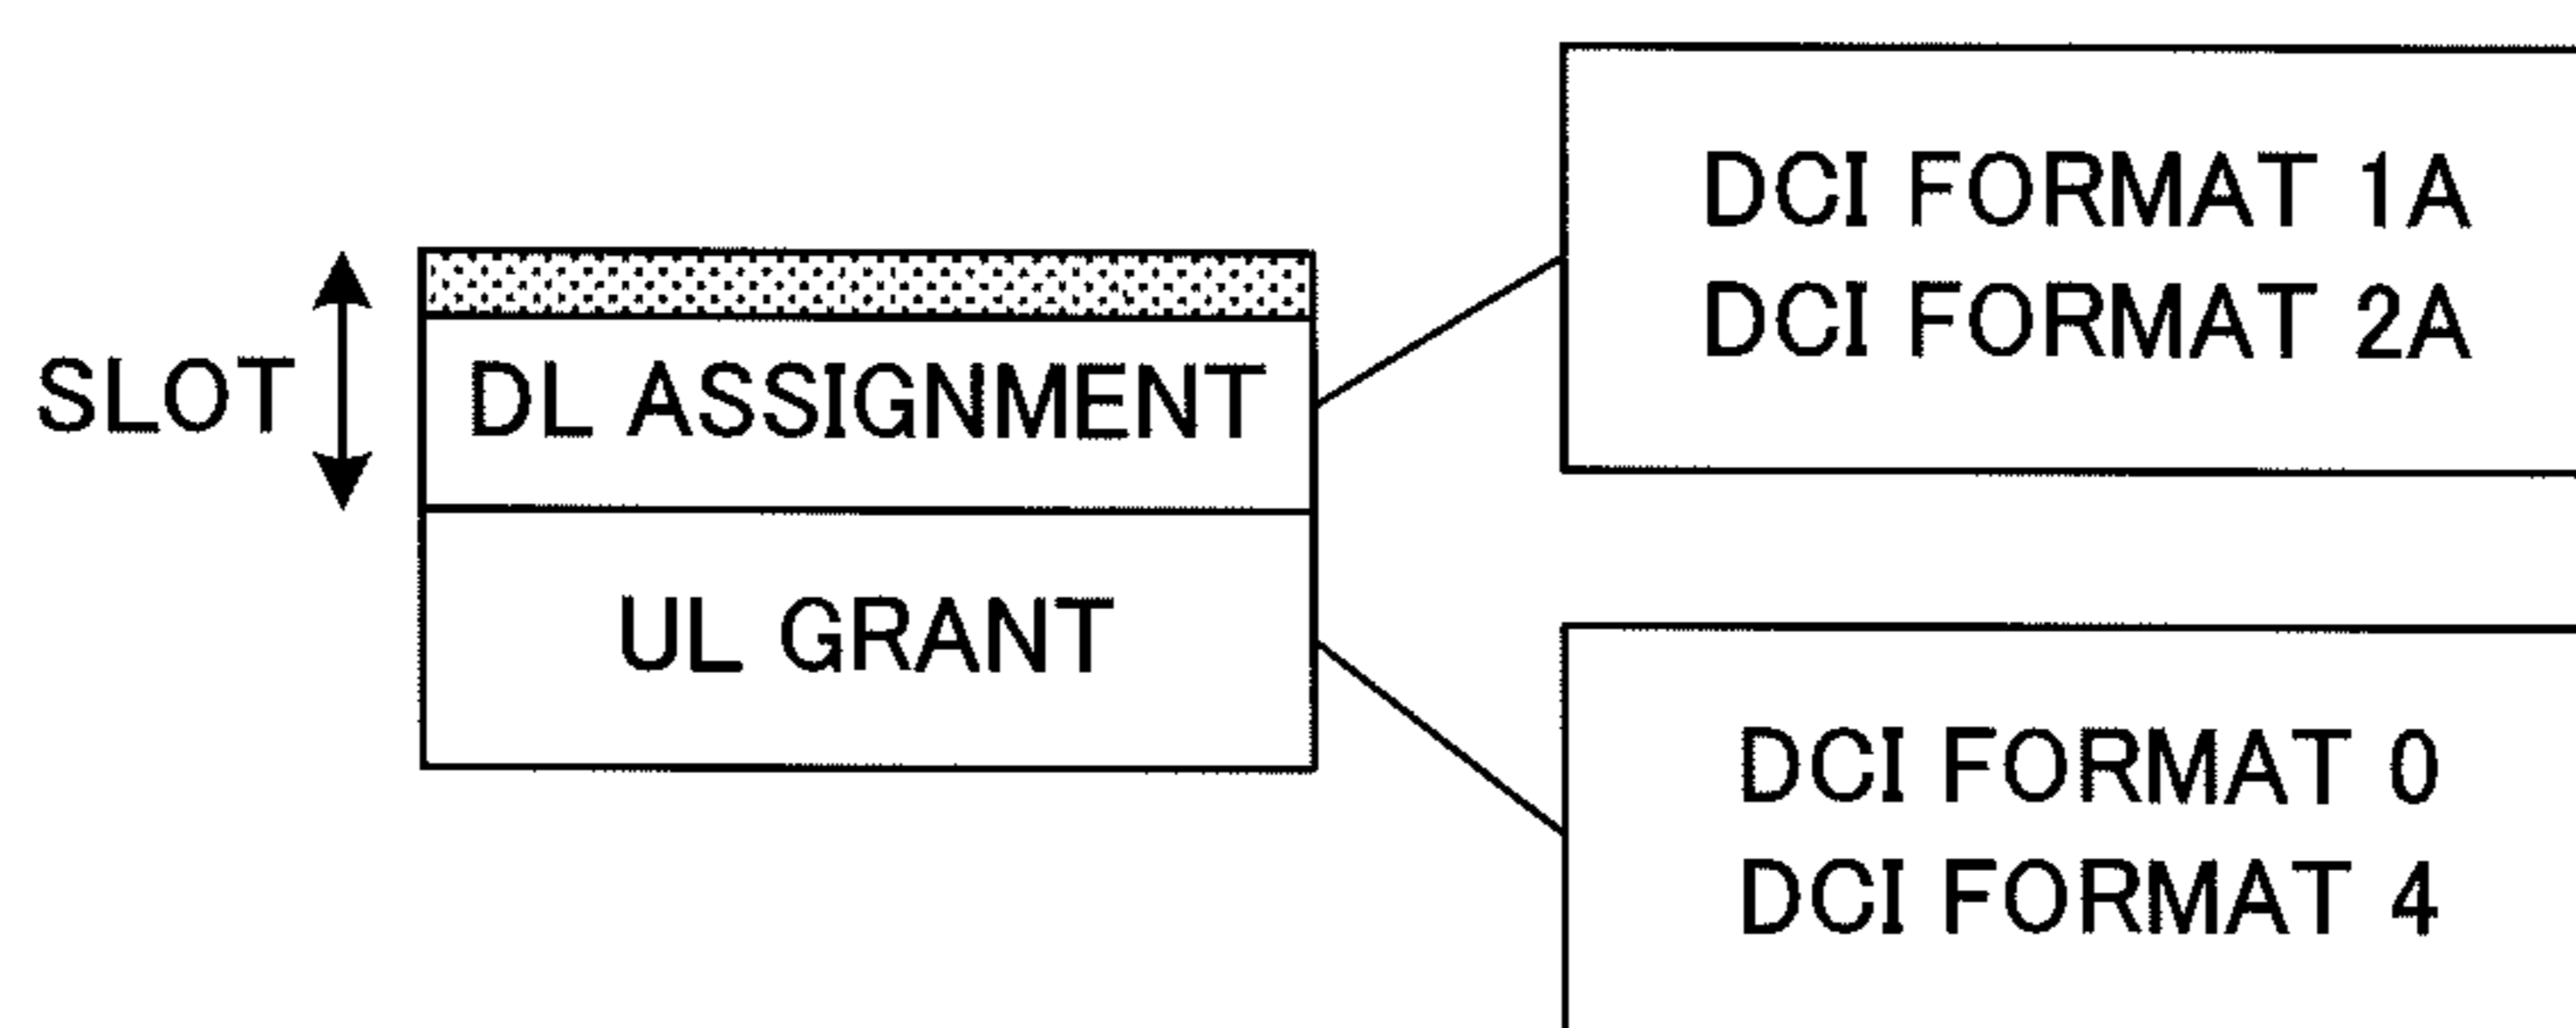 SLOT
DL ASSIGNMENT
UL GRANT
DCI FORMAT 1A
DCI FORMAT 2A
DCI FORMAT 0
DCI FORMAT 4